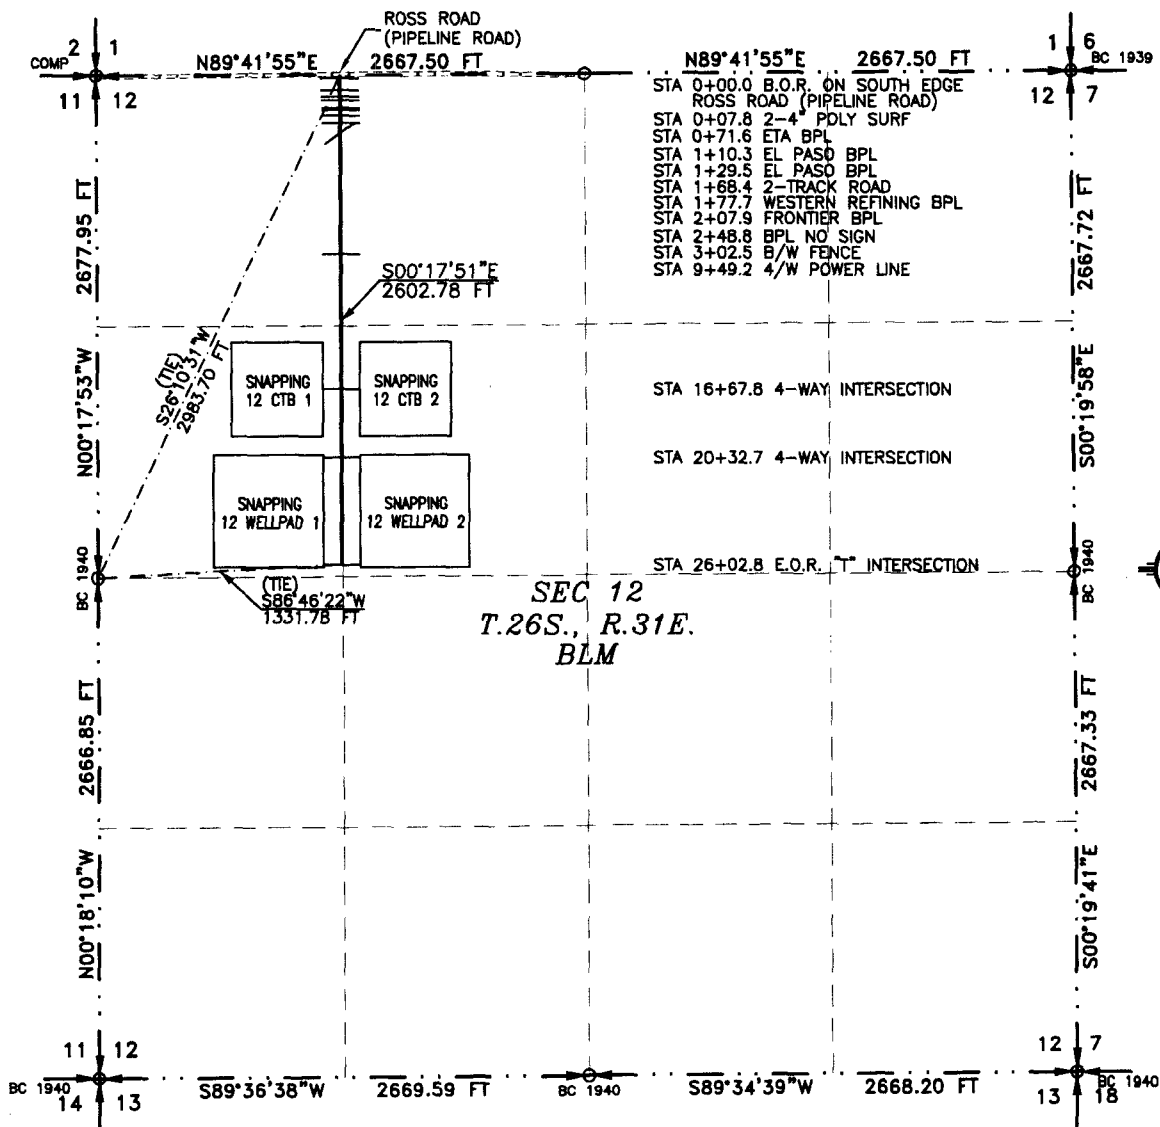 ROSS ROAD
(PIPELINE ROAD)
2 1
COMP
11 12
N89°41'55"E 2667.50 FT
N89°41'55"E 2667.50 FT
1 6
BC 1939
12 7
STA 0+00.0 B.O.R. ON SOUTH EDGE
ROSS ROAD (PIPELINE ROAD)
STA 0+07.8 2-4" POLY SURF
STA 0+71.6 ETA BPL
STA 1+10.3 EL PASO BPL
STA 1+29.5 EL PASO BPL
STA 1+68.4 2-TRACK ROAD
STA 1+77.7 WESTERN REFINING BPL
STA 2+07.9 FRONTIER BPL
STA 2+48.8 BPL NO SIGN
STA 3+02.5 B/W FENCE
STA 9+49.2 4/W POWER LINE
2677.95 FT
N00°17'53"W
2667.72 FT
S00°19'58"E
S00°17'51"E
2602.78 FT
(TIE)
S26°10'31"W
2983.70 FT
SNAPPING
12 CTB 1
SNAPPING
12 CTB 2
STA 16+67.8 4-WAY INTERSECTION
STA 20+32.7 4-WAY INTERSECTION
SNAPPING
12 WELLPAD 1
SNAPPING
12 WELLPAD 2
STA 26+02.8 E.O.R. "T" INTERSECTION
BC 1940
BC 1940
(TIE)
S86°46'22"W
1331.78 FT
SEC 12
T.26S., R.31E.
BLM
2666.85 FT
N00°18'10"W
2667.33 FT
S00°19'41"E
11 12
BC 1940
14 13
S89°36'38"W 2669.59 FT
BC 1940
S89°34'39"W 2668.20 FT
12 7
BC 1940
13 18